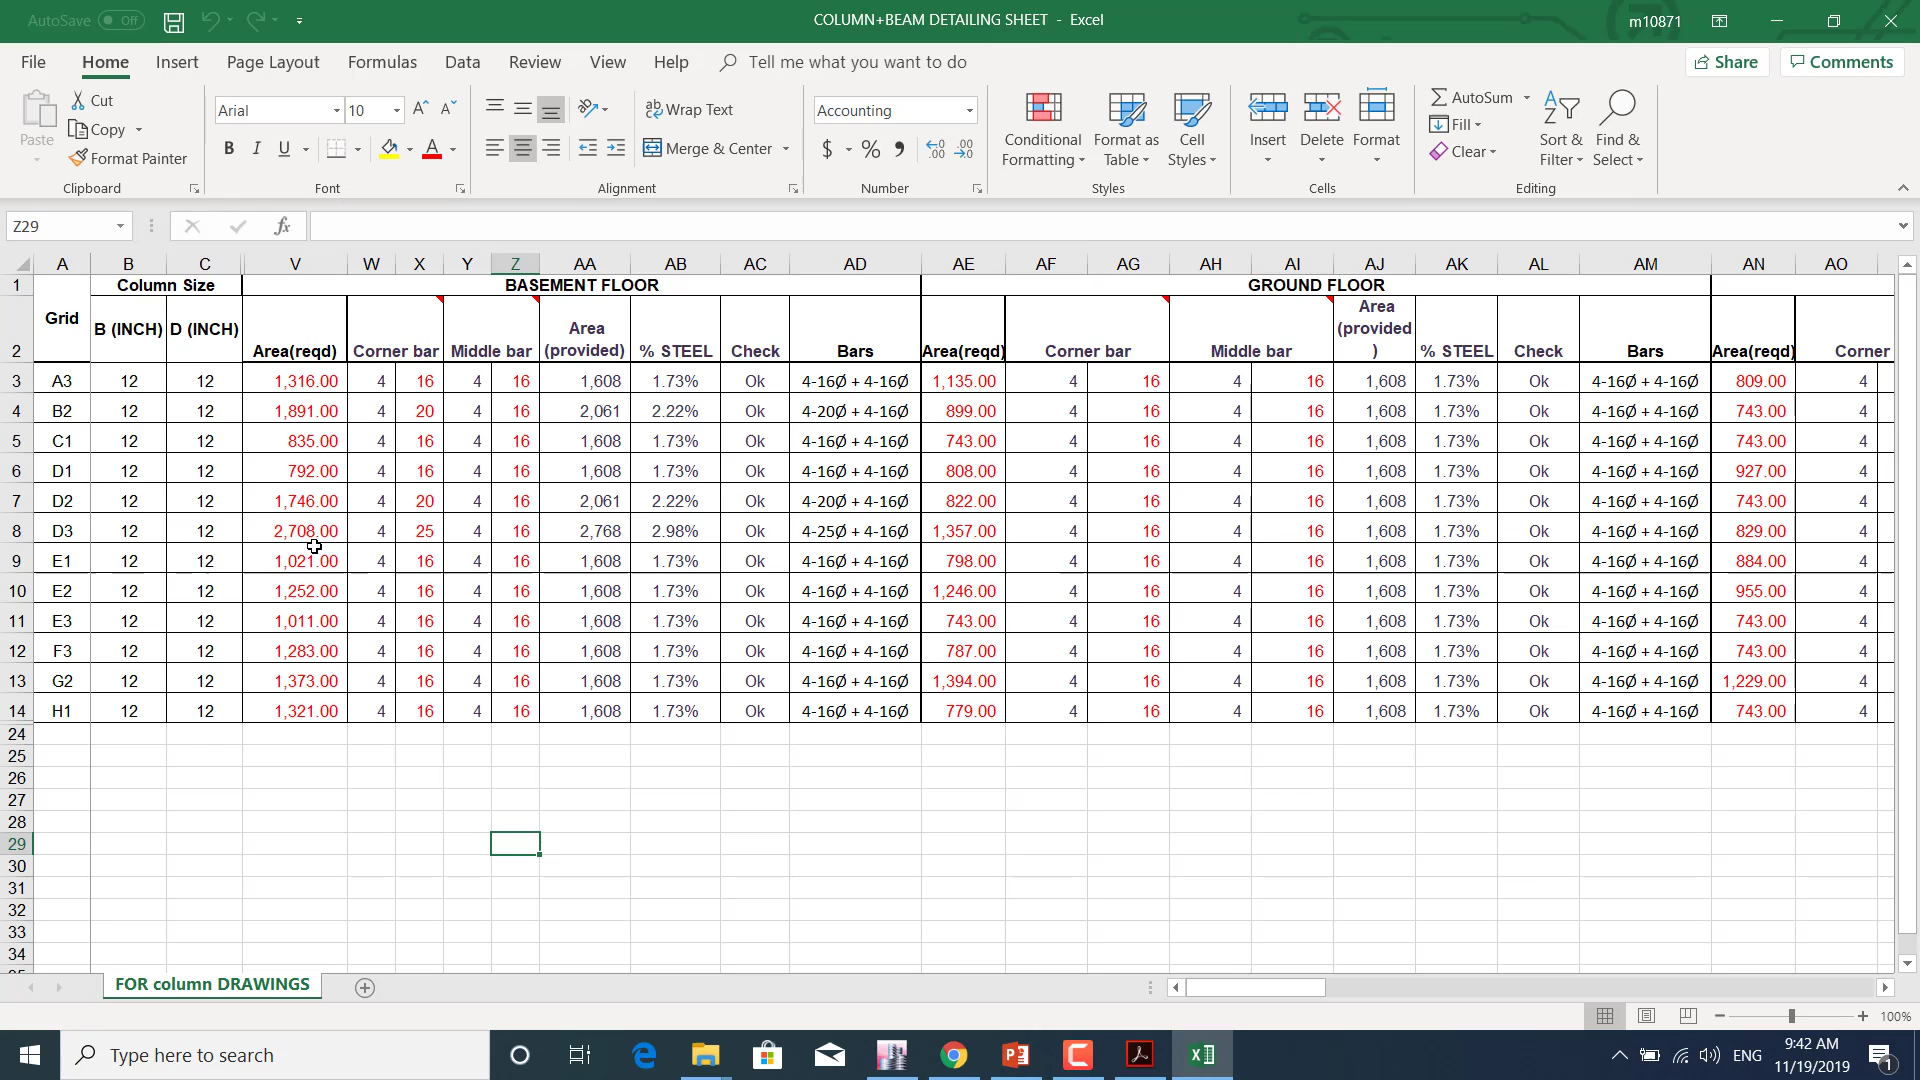 AutoSave Off COLUMN+BEAM DETAILING SHEET - Excel m10871
File Home Insert Page Layout Formulas Data Review View Help Tell me what you want to do Share Comments
Paste Cut Copy Format Painter Clipboard
Arial 10 A A B I U A Font
ab Wrap Text Merge & Center Alignment
Accounting $ % , .00 .00 Number
Conditional Formatting Format as Table Cell Styles Styles
Insert Delete Format Cells
AutoSum Fill Clear Sort & Filter Find & Select Editing
Z29 fx
A B C V W X Y Z AA AB AC AD AE AF AG AH AI AJ AK AL AM AN AO
1 Column Size BASEMENT FLOOR GROUND FLOOR
2 Grid B (INCH) D (INCH) Area(reqd) Corner bar Middle bar Area (provided) % STEEL Check Bars Area(reqd) Corner bar Middle bar Area (provided ) % STEEL Check Bars Area(reqd) Corner
3 A3 12 12 1,316.00 4 16 4 16 1,608 1.73% Ok 4-16Ø + 4-16Ø 1,135.00 4 16 4 16 1,608 1.73% Ok 4-16Ø + 4-16Ø 809.00 4
4 B2 12 12 1,891.00 4 20 4 16 2,061 2.22% Ok 4-20Ø + 4-16Ø 899.00 4 16 4 16 1,608 1.73% Ok 4-16Ø + 4-16Ø 743.00 4
5 C1 12 12 835.00 4 16 4 16 1,608 1.73% Ok 4-16Ø + 4-16Ø 743.00 4 16 4 16 1,608 1.73% Ok 4-16Ø + 4-16Ø 743.00 4
6 D1 12 12 792.00 4 16 4 16 1,608 1.73% Ok 4-16Ø + 4-16Ø 808.00 4 16 4 16 1,608 1.73% Ok 4-16Ø + 4-16Ø 927.00 4
7 D2 12 12 1,746.00 4 20 4 16 2,061 2.22% Ok 4-20Ø + 4-16Ø 822.00 4 16 4 16 1,608 1.73% Ok 4-16Ø + 4-16Ø 743.00 4
8 D3 12 12 2,708.00 4 25 4 16 2,768 2.98% Ok 4-25Ø + 4-16Ø 1,357.00 4 16 4 16 1,608 1.73% Ok 4-16Ø + 4-16Ø 829.00 4
9 E1 12 12 1,021.00 4 16 4 16 1,608 1.73% Ok 4-16Ø + 4-16Ø 798.00 4 16 4 16 1,608 1.73% Ok 4-16Ø + 4-16Ø 884.00 4
10 E2 12 12 1,252.00 4 16 4 16 1,608 1.73% Ok 4-16Ø + 4-16Ø 1,246.00 4 16 4 16 1,608 1.73% Ok 4-16Ø + 4-16Ø 955.00 4
11 E3 12 12 1,011.00 4 16 4 16 1,608 1.73% Ok 4-16Ø + 4-16Ø 743.00 4 16 4 16 1,608 1.73% Ok 4-16Ø + 4-16Ø 743.00 4
12 F3 12 12 1,283.00 4 16 4 16 1,608 1.73% Ok 4-16Ø + 4-16Ø 787.00 4 16 4 16 1,608 1.73% Ok 4-16Ø + 4-16Ø 743.00 4
13 G2 12 12 1,373.00 4 16 4 16 1,608 1.73% Ok 4-16Ø + 4-16Ø 1,394.00 4 16 4 16 1,608 1.73% Ok 4-16Ø + 4-16Ø 1,229.00 4
14 H1 12 12 1,321.00 4 16 4 16 1,608 1.73% Ok 4-16Ø + 4-16Ø 779.00 4 16 4 16 1,608 1.73% Ok 4-16Ø + 4-16Ø 743.00 4
24
25
26
27
28
29
30
31
32
33
34
FOR column DRAWINGS
100%
Type here to search ENG 9:42 AM 11/19/2019 1